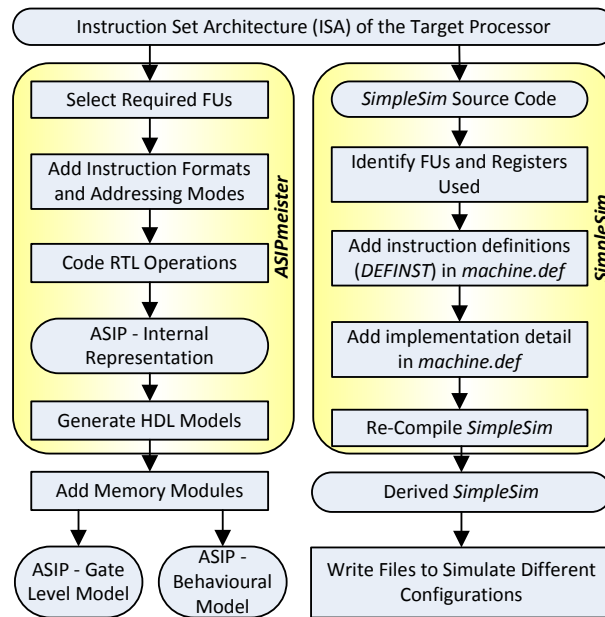 Instruction Set Architecture (ISA) of the Target Processor
Select Required FUs
Add Instruction Formats
and Addressing Modes
Code RTL Operations
ASIP - Internal
Representation
Generate HDL Models
ASIPmeister
Add Memory Modules
ASIP - Gate
Level Model
ASIP -
Behavioural
Model
SimpleSim Source Code
Identify FUs and Registers
Used
Add instruction definitions
(DEFINST) in machine.def
Add implementation detail
in machine.def
Re-Compile SimpleSim
SimpleSim
Derived SimpleSim
Write Files to Simulate Different
Configurations